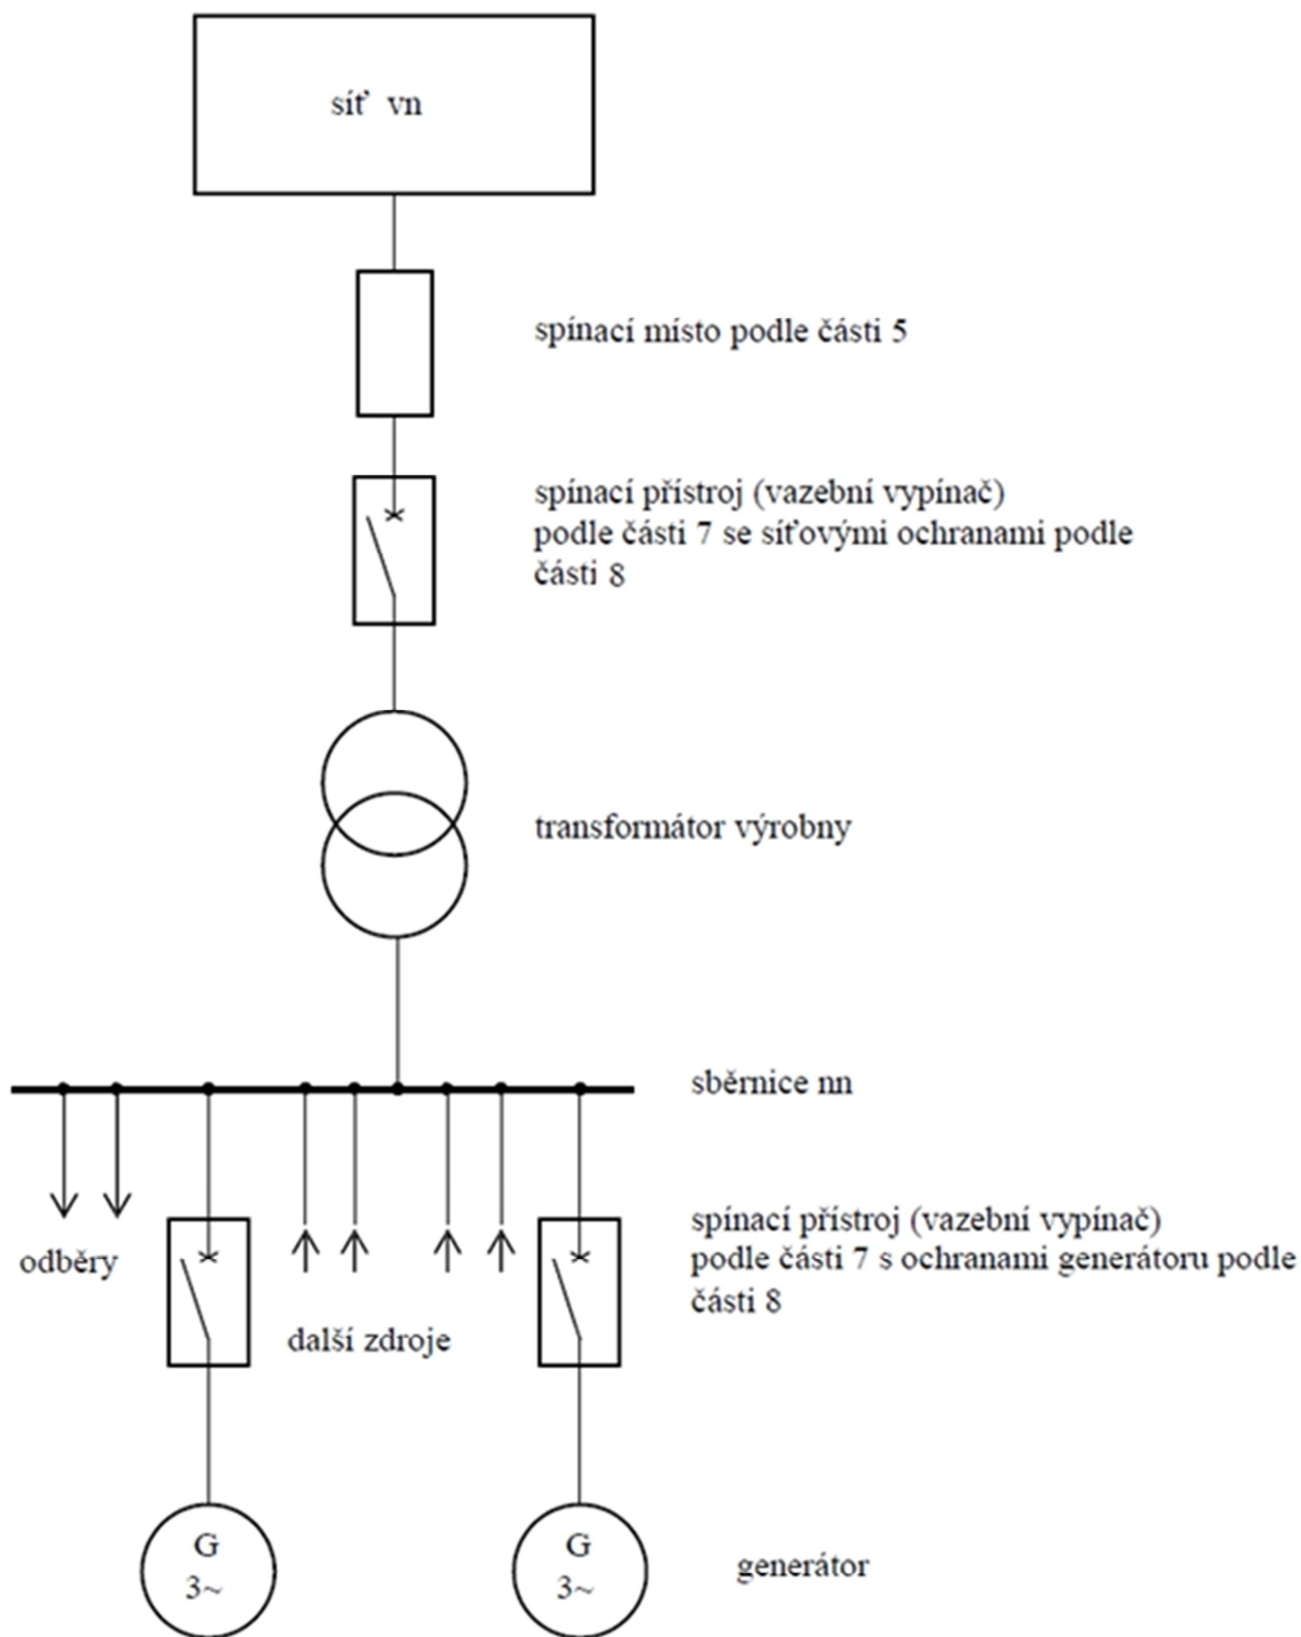 síť vn
spínací místo podle části 5
spínací přístroj (vazební vypínač)
podle části 7 se síťovými ochranami podle
části 8
transformátor výrobny
sběrnice nn
spínací přístroj (vazební vypínač)
podle části 7 s ochranami generátoru podle
části 8
odběry
další zdroje
G
3~
G
3~
generátor